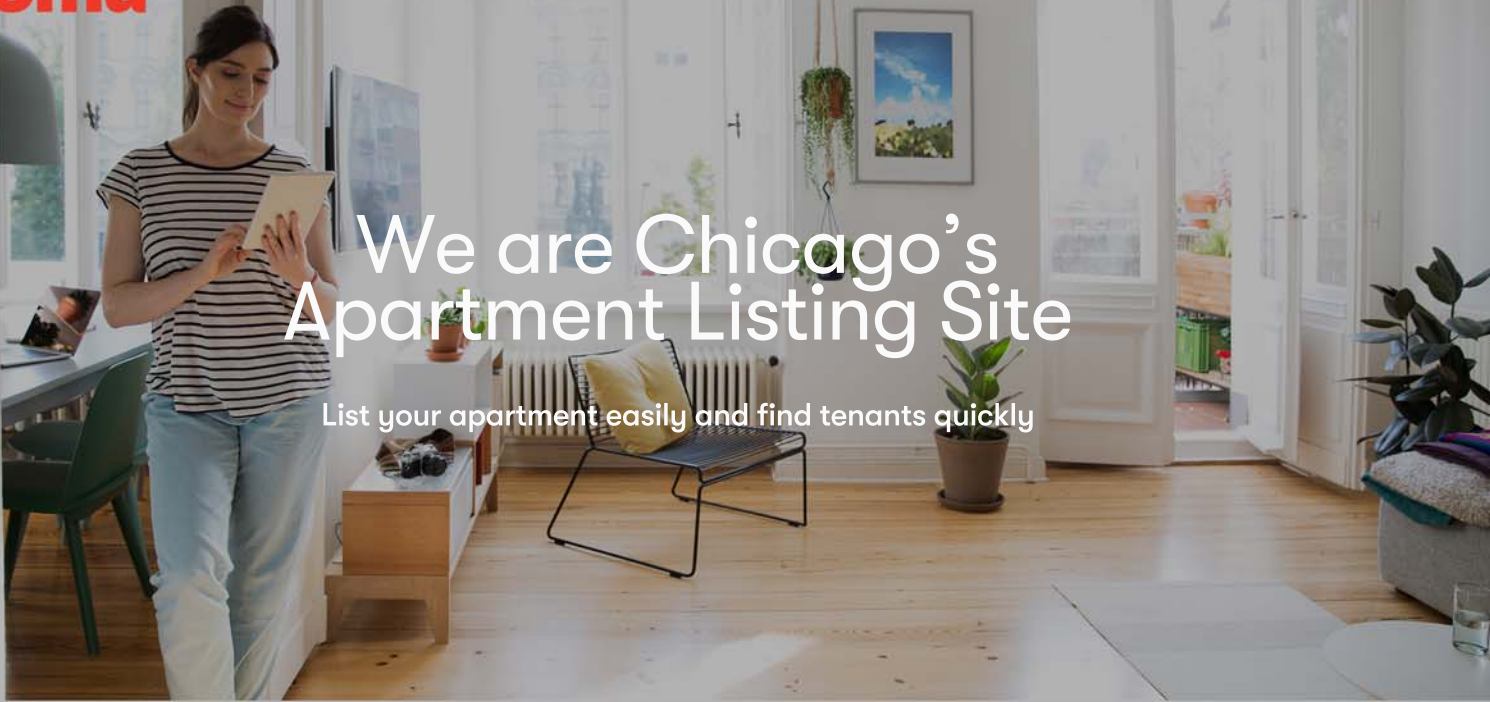 We are Chicago’s
Apartment Listing Site
List your apartment easily and find tenants quickly